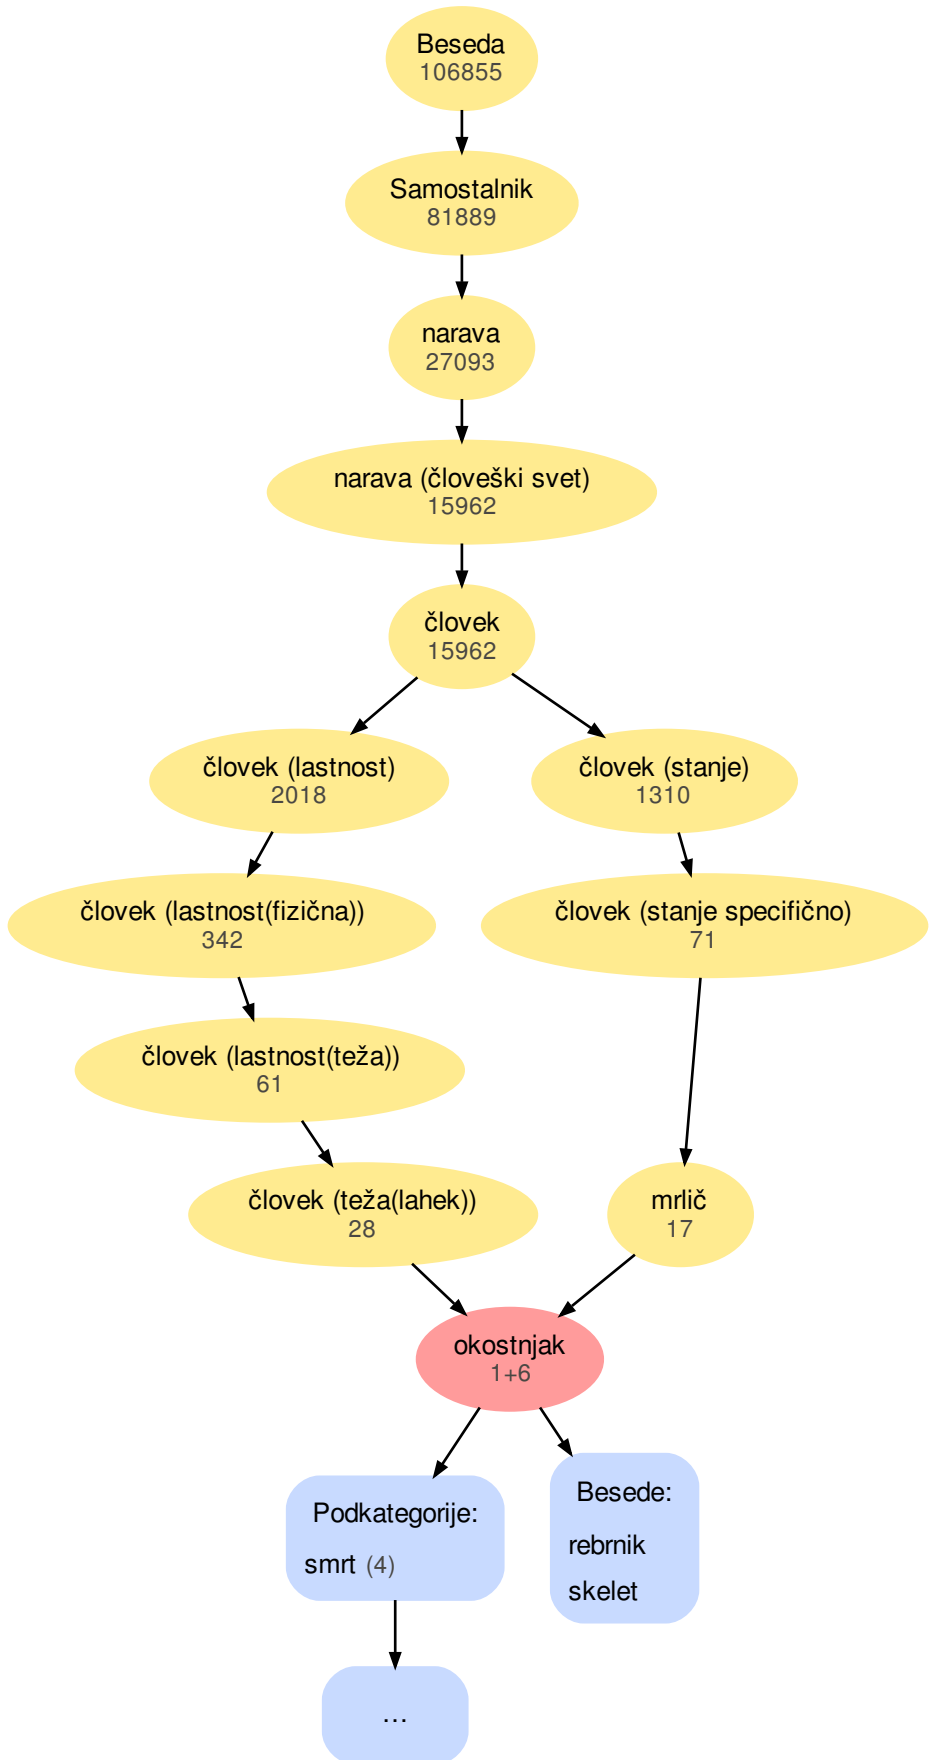 Beseda
106855
Samostalnik
81889
narava
27093
narava (človeški svet)
15962
človek
15962
človek (lastnost)
2018
človek (stanje)
1310
človek (lastnost(fizična))
342
človek (stanje specifično)
71
človek (lastnost(teža))
61
človek (teža(lahek))
28
mrlič
17
okostnjak
1+6
Podkategorije:
smrt (4)
Besede:
rebrnik
skelet
...